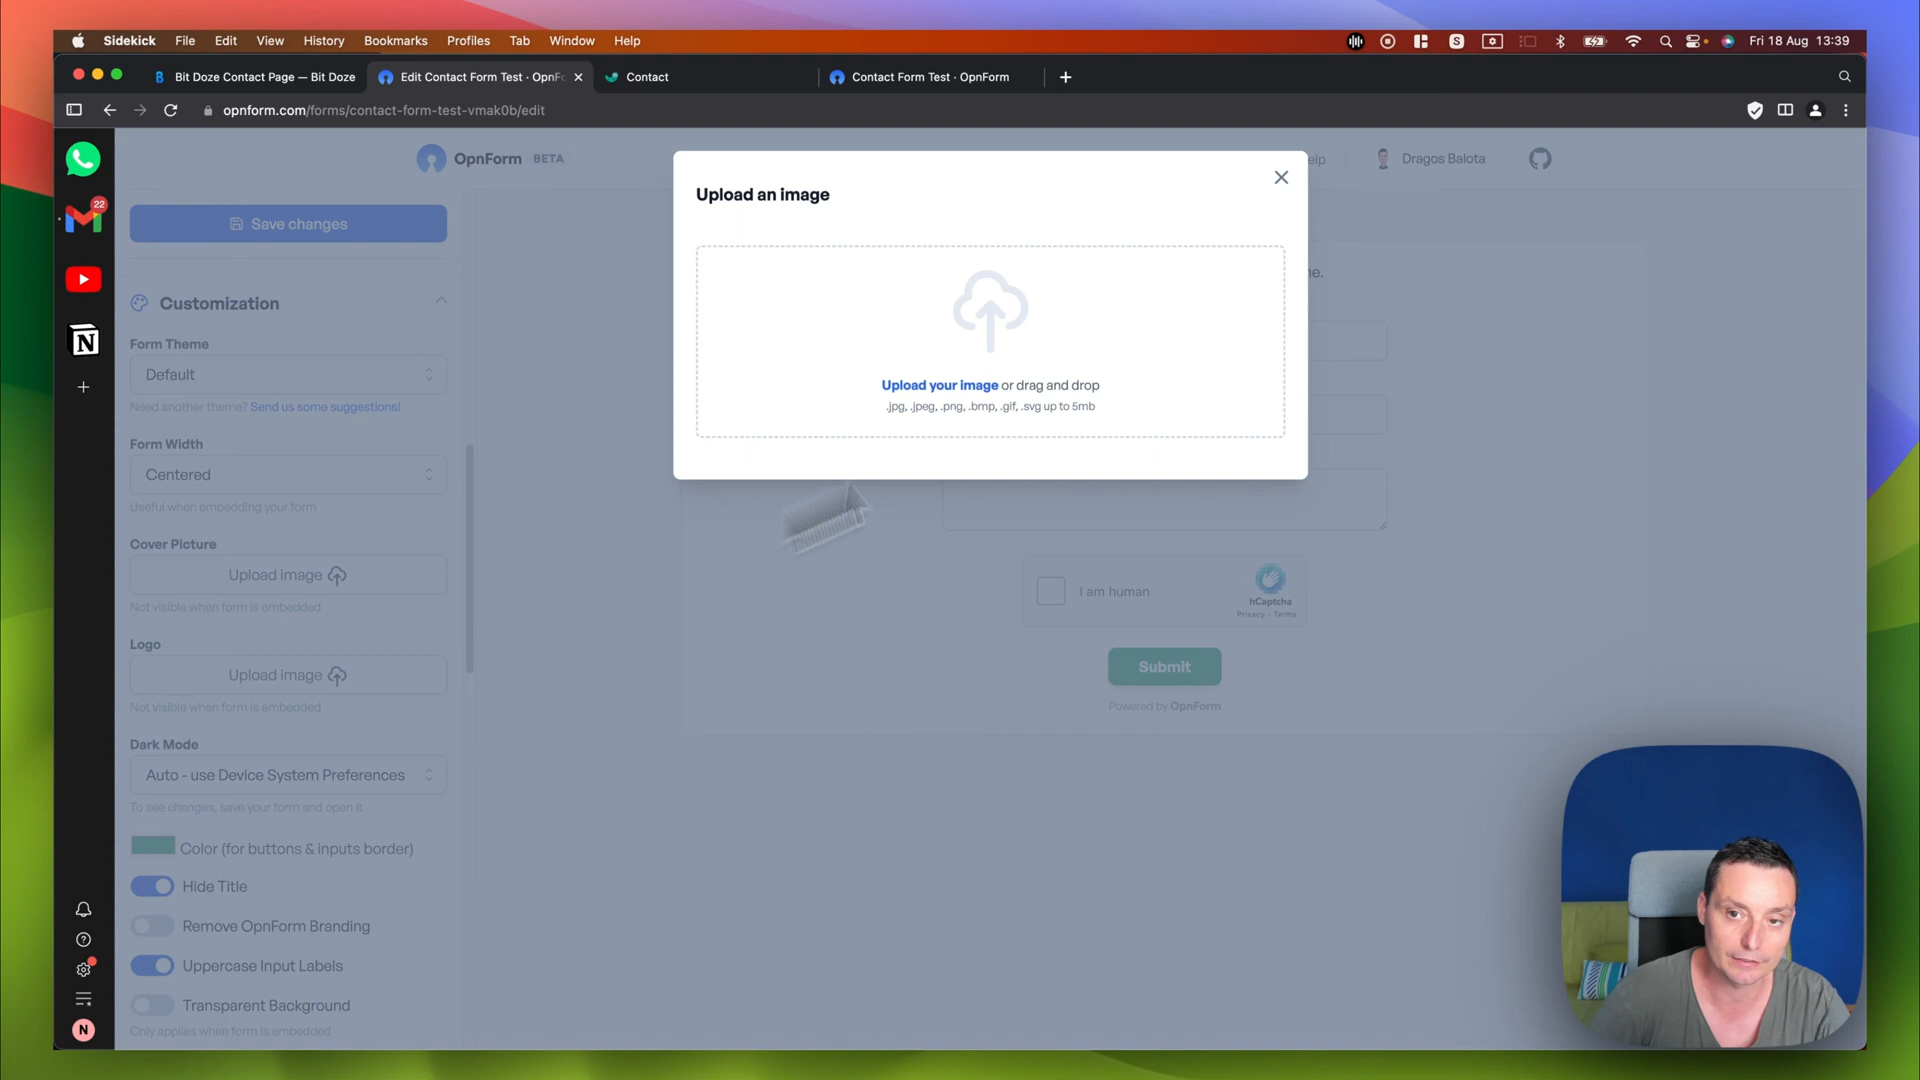 Sidekick File Edit View History Bookmarks Profiles Tab Window Help S Fri 18 Aug 13:39
Bit Doze Contact Page — Bit Doze Edit Contact Form Test · OpnFo Contact Contact Form Test · OpnForm
opnform.com/forms/contact-form-test-vmak0b/edit
OpnForm BETA elp Dragos Balota
22
N
Save changes
Customization
Form Theme
Default
Need another theme? Send us some suggestions!
Form Width
Centered
Useful when embedding your form
Cover Picture
Upload image
Not visible when form is embedded
Logo
Upload image
Not visible when form is embedded
Dark Mode
Auto - use Device System Preferences
To see changes, save your form and open it
Color (for buttons & inputs border)
Hide Title
Remove OpnForm Branding
Uppercase Input Labels
Transparent Background
Only applies when form is embedded
N
Upload an image
Upload your image or drag and drop
.jpg, .jpeg, .png, .bmp, .gif, .svg up to 5mb
ne.
I am human
hCaptcha
Privacy - Terms
Submit
Powered by OpnForm